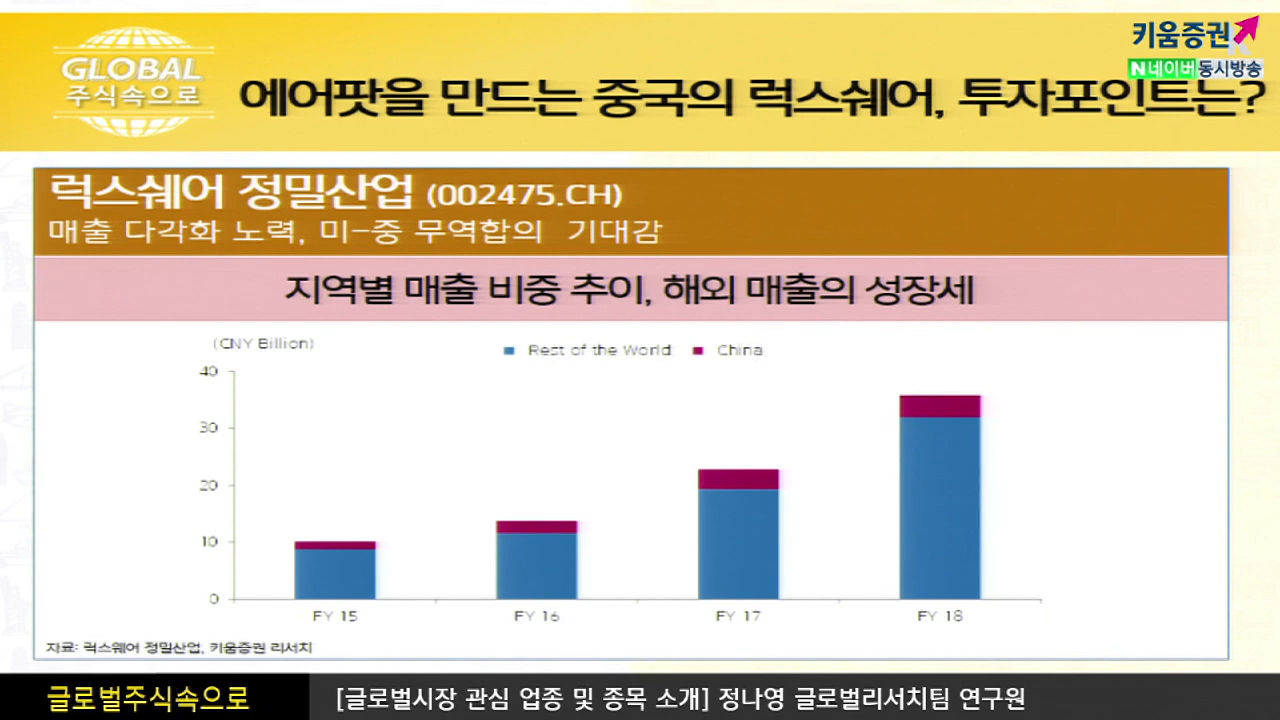 GLOBAL
주식속으로
키움증권
N네이버 동시방송
에어팟을 만드는 중국의 럭스쉐어, 투자포인트는?
럭스쉐어 정밀산업 (002475.CH)
매출 다각화 노력, 미-중 무역합의 기대감
지역별 매출 비중 추이, 해외 매출의 성장세
(CNY Billion)
Rest of the World China
40
30
20
10
0
FY 15 FY 16 FY 17 FY 18
자료: 럭스웨어 정밀산업, 키움증권 리서치
글로벌주식속으로
[글로벌시장 관심 업종 및 종목 소개] 정나영 글로벌리서치팀 연구원